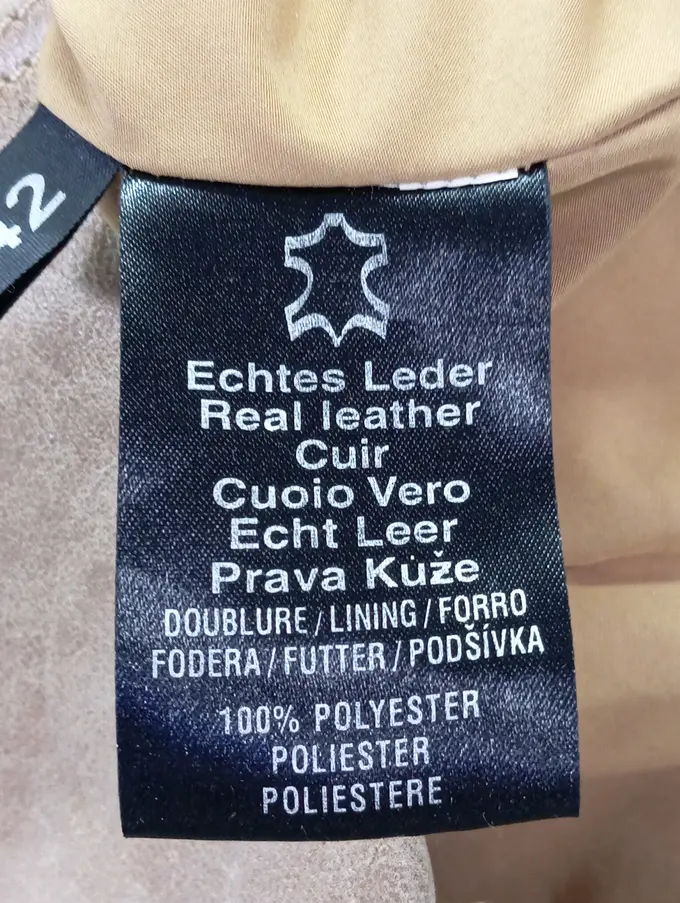 42
Echtes Leder
Real leather
Cuir
Cuoio Vero
Echt Leer
Prava Kůže
DOUBLURE/LINING/FORRO
FODERA/FUTTER/PODŠÍVKA
100% POLYESTER
POLIESTER
POLIESTERE